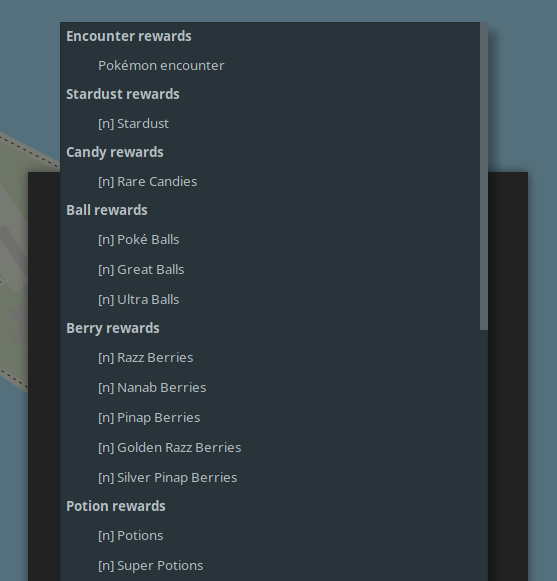 Encounter rewards
Pokémon encounter
Stardust rewards
[n] Stardust
Candy rewards
[n] Rare Candies
Ball rewards
[n] Poké Balls
[n] Great Balls
[n] Ultra Balls
Berry rewards
[n] Razz Berries
[n] Nanab Berries
[n] Pinap Berries
[n] Golden Razz Berries
[n] Silver Pinap Berries
Potion rewards
[n] Potions
[n] Super Potions